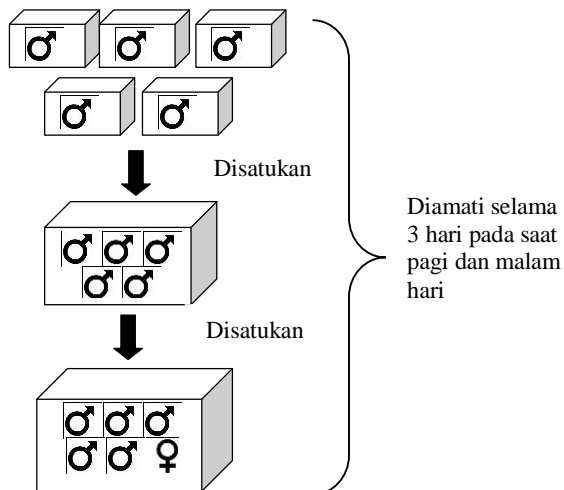 Disatukan
Diamati selama
3 hari pada saat
pagi dan malam
hari
Disatukan